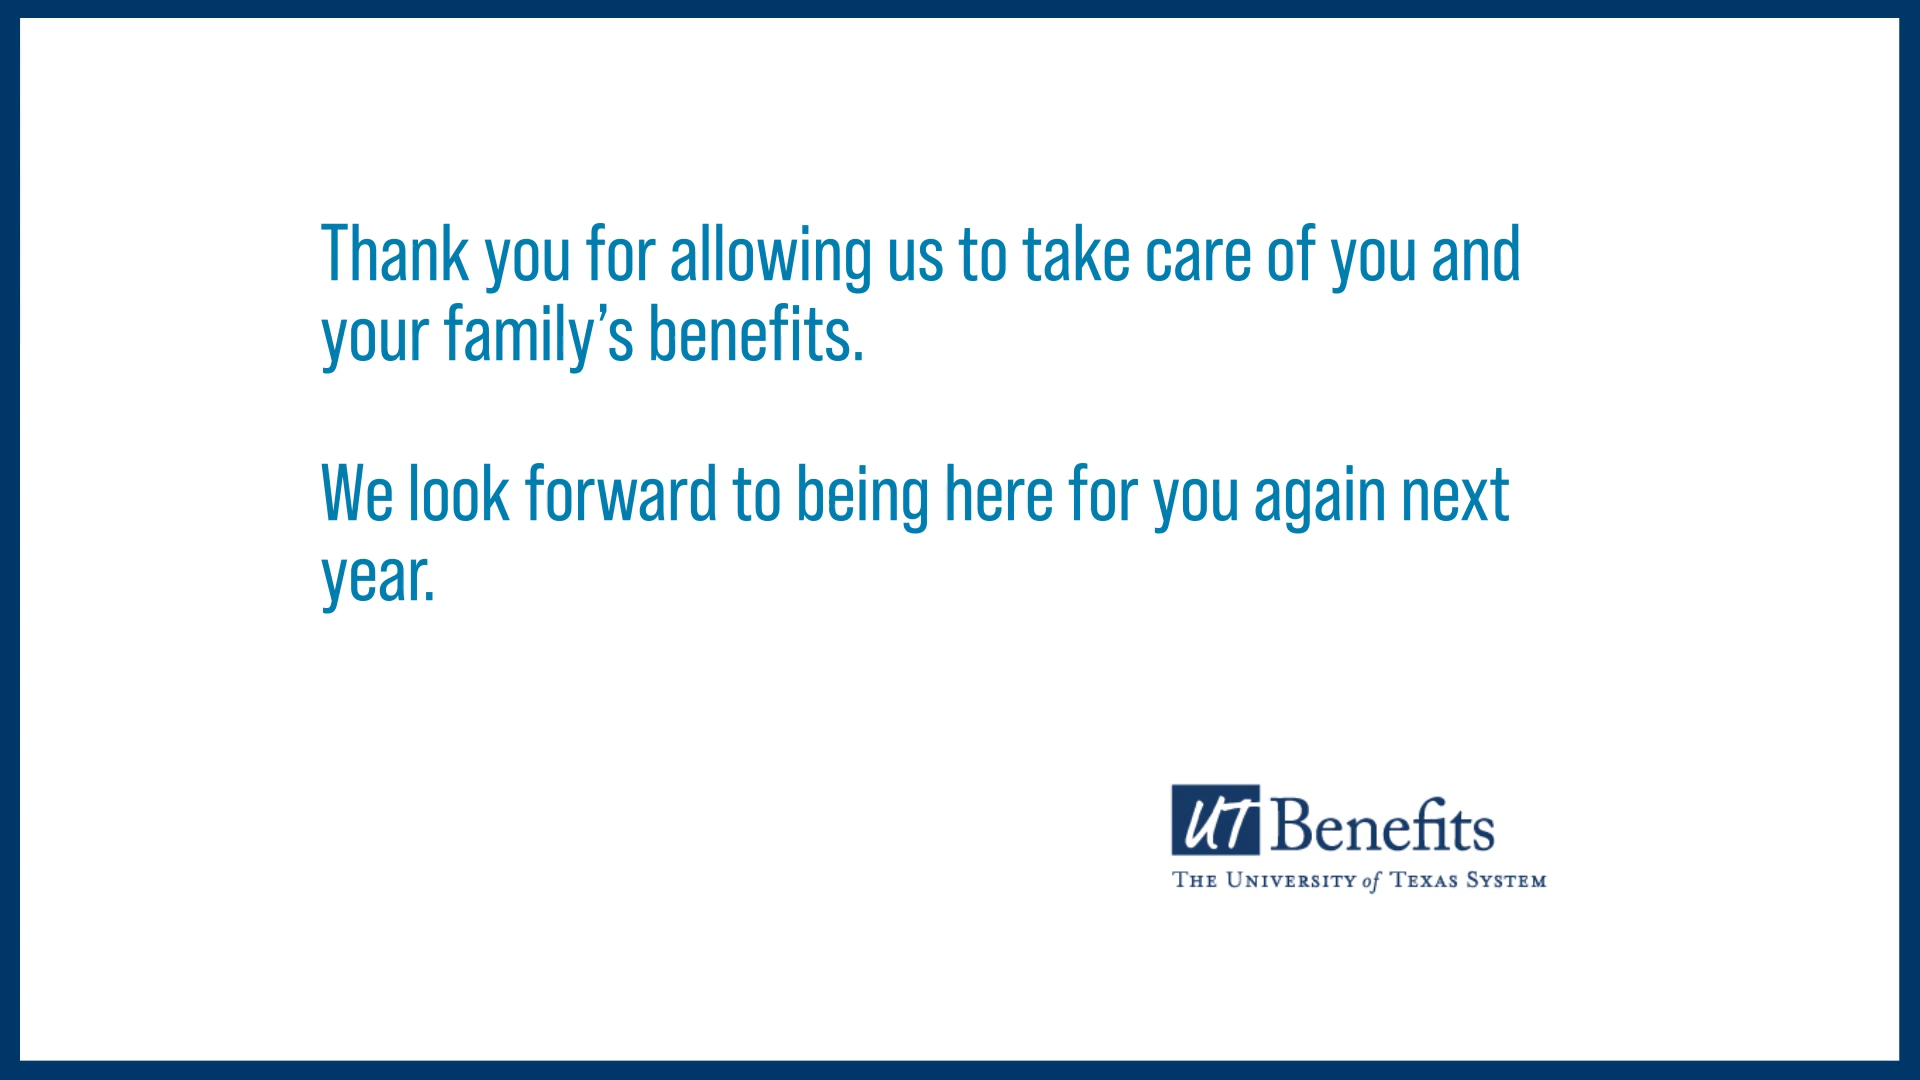 Thank you for allowing us to take care of you and
your family’s benefits.
We look forward to being here for you again next
year.
UT Benefits
THE UNIVERSITY of TEXAS SYSTEM